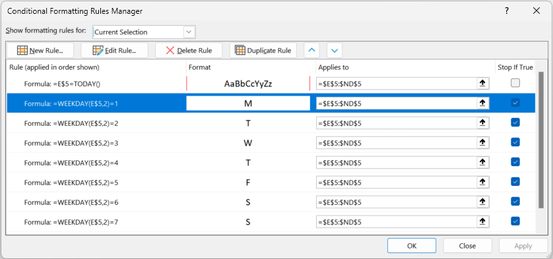 Conditional Formatting Rules Manager
Show formatting rules for: Current Selection
New Rule... Edit Rule... Delete Rule Duplicate Rule
Rule (applied in order shown) Format Applies to Stop If True
Formula: =E$5=TODAY() AaBbCcYyZz =$E$5:$ND$5
Formula: =WEEKDAY(E$5,2)=1 M =$E$5:$ND$5
Formula: =WEEKDAY(E$5,2)=2 T =$E$5:$ND$5
Formula: =WEEKDAY(E$5,2)=3 W =$E$5:$ND$5
Formula: =WEEKDAY(E$5,2)=4 T =$E$5:$ND$5
Formula: =WEEKDAY(E$5,2)=5 F =$E$5:$ND$5
Formula: =WEEKDAY(E$5,2)=6 S =$E$5:$ND$5
Formula: =WEEKDAY(E$5,2)=7 S =$E$5:$ND$5
OK Close Apply